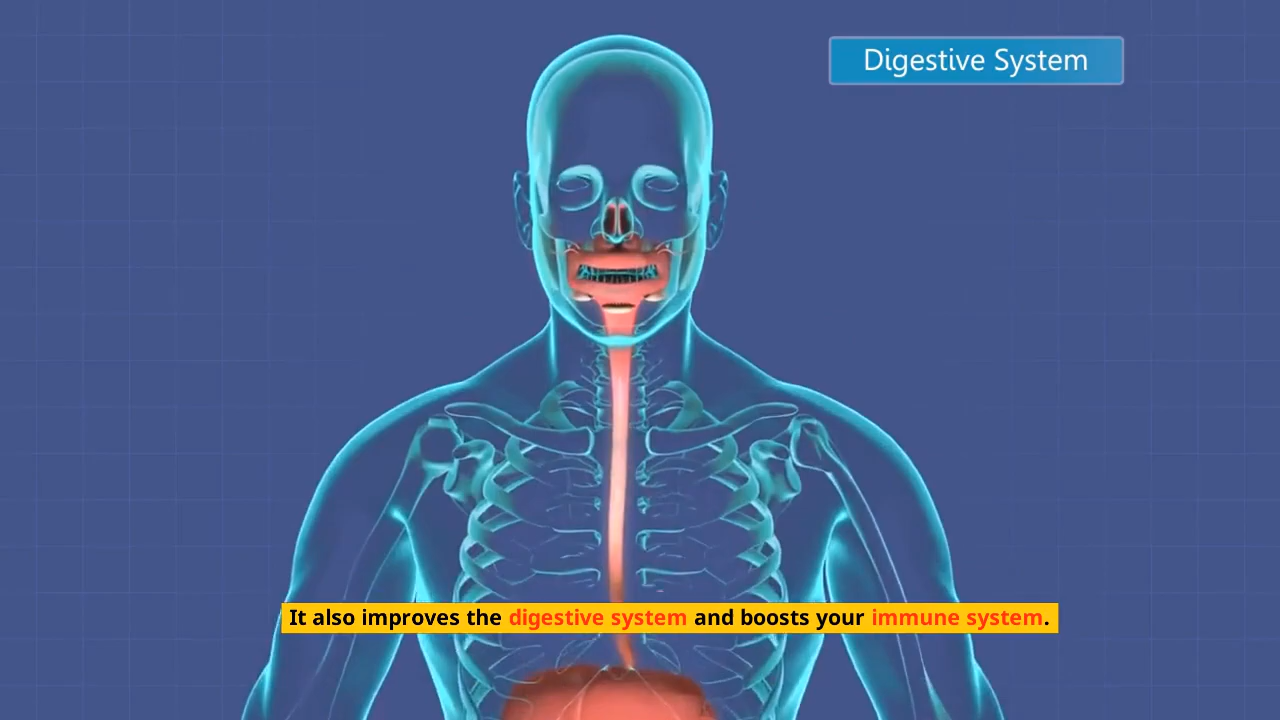 Digestive System
It also improves the digestive system and boosts your immune system.